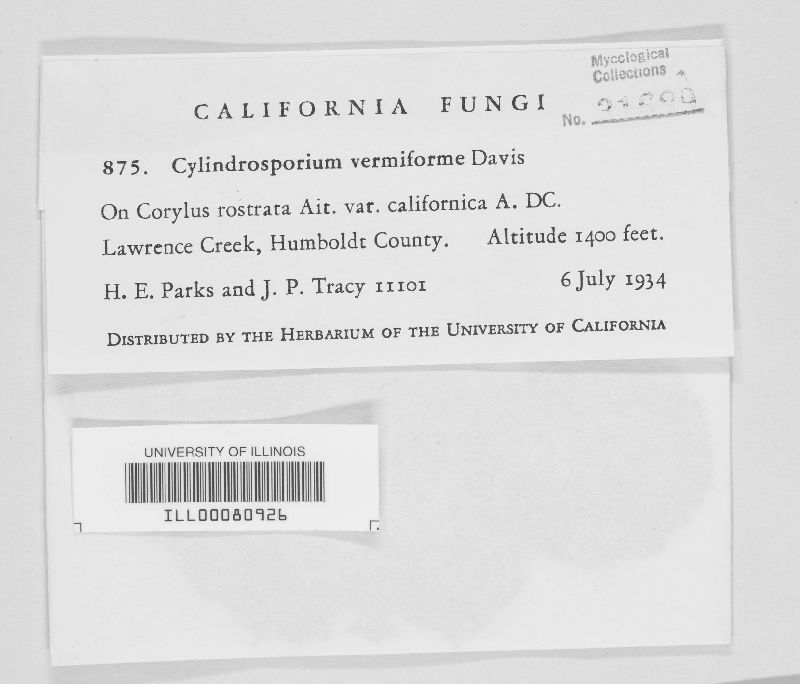 Mycological
Collections
No.
CALIFORNIA FUNGI
875. Cylindrosporium vermiforme Davis
On Corylus rostrata Ait. var. californica A. DC.
Lawrence Creek, Humboldt County. Altitude 1400 feet.
H. E. Parks and J. P. Tracy 11101 6 July 1934
DISTRIBUTED BY THE HERBARIUM OF THE UNIVERSITY OF CALIFORNIA
UNIVERSITY OF ILLINOIS
ILL00080926